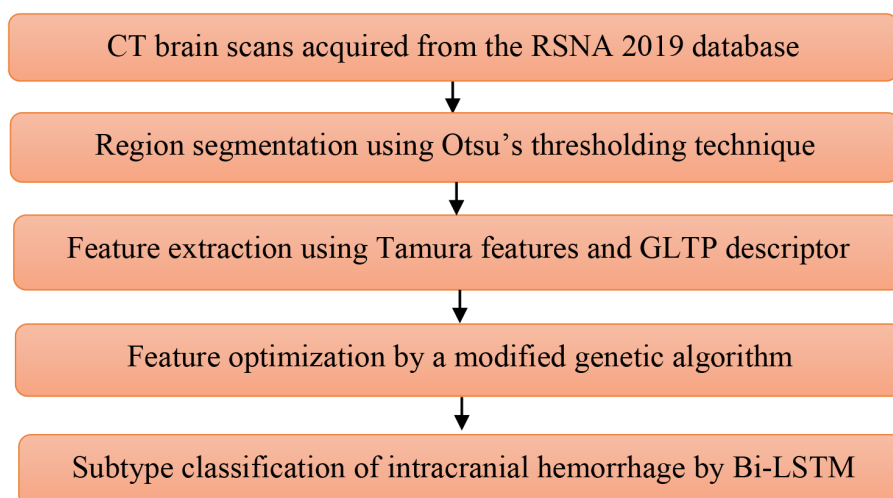 CT brain scans acquired from the RSNA 2019 database
Region segmentation using Otsu’s thresholding technique
Feature extraction using Tamura features and GLTP descriptor
Feature optimization by a modified genetic algorithm
Subtype classification of intracranial hemorrhage by Bi-LSTM